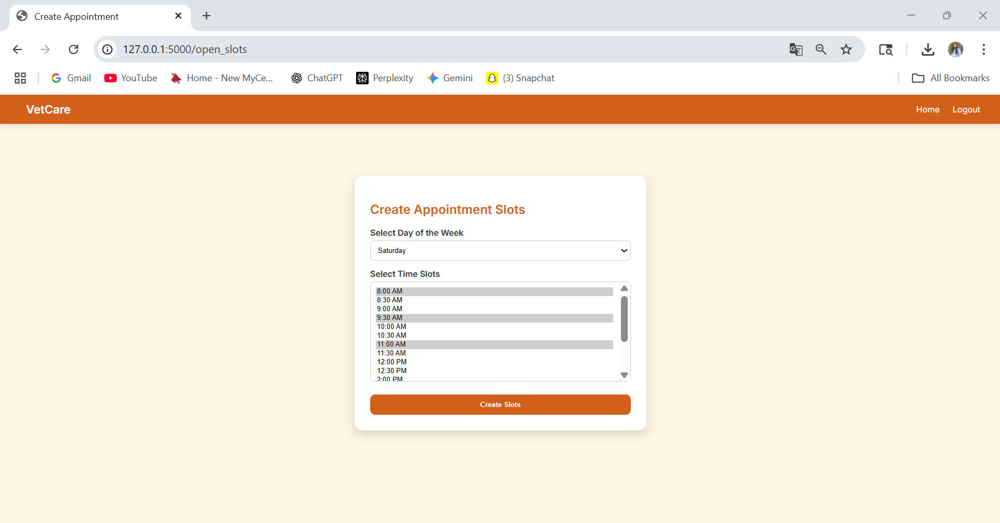 Create Appointment
127.0.0.1:5000/open_slots
Gmail YouTube Home - New MyCe... ChatGPT Perplexity Gemini (3) Snapchat All Bookmarks
VetCare Home Logout
Create Appointment Slots
Select Day of the Week
Saturday
Select Time Slots
8:00 AM
8:30 AM
9:00 AM
9:30 AM
10:00 AM
10:30 AM
11:00 AM
11:30 AM
12:00 PM
12:30 PM
2:00 PM
Create Slots